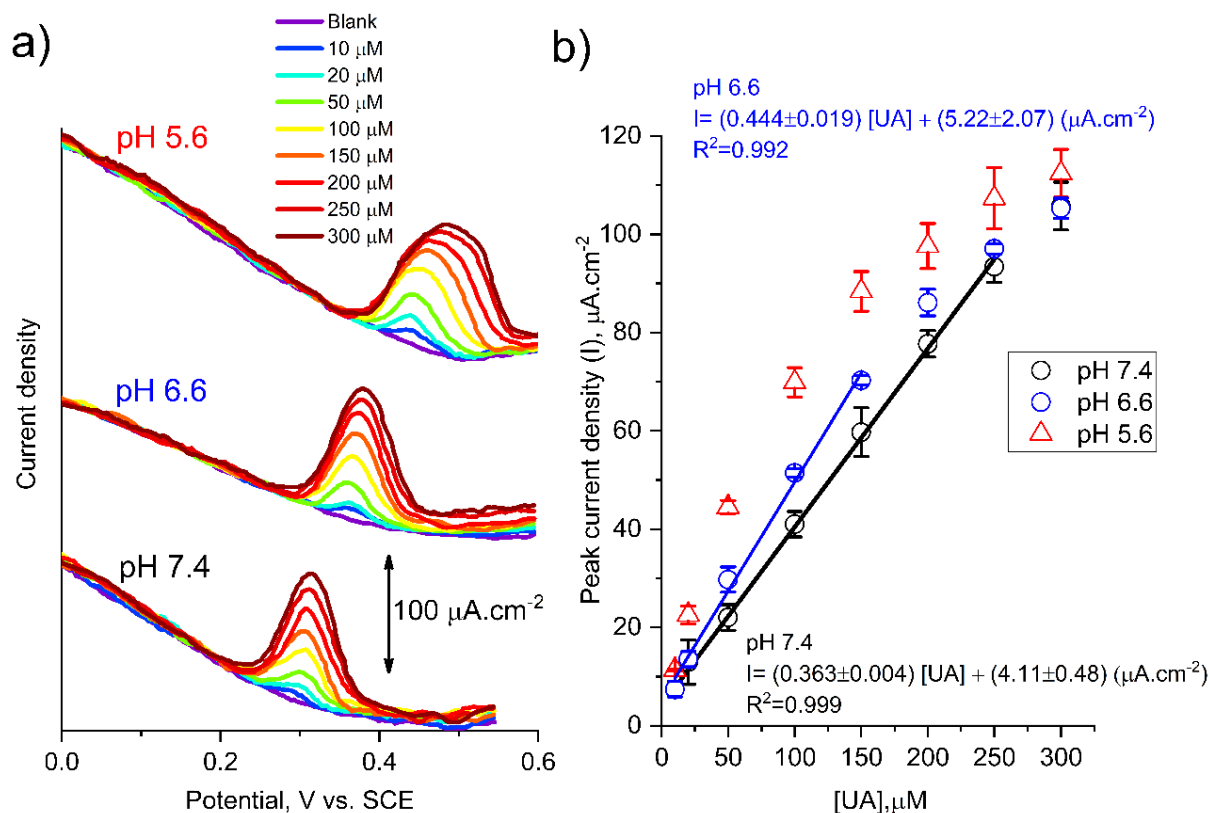 a)
Blank
10 μM
20 μM
50 μM
100 μM
150 μM
200 μM
250 μM
300 μM
pH 5.6
pH 6.6
pH 7.4
100 μA.cm-2
Current density
0.0 0.2 0.4 0.6
Potential, V vs. SCE
b)
pH 6.6
I= (0.444±0.019) [UA] + (5.22±2.07) (μA.cm-2)
R2=0.992
pH 7.4
pH 6.6
pH 5.6
pH 7.4
I= (0.363±0.004) [UA] + (4.11±0.48) (μA.cm-2)
R2=0.999
Peak current density (I), μA.cm-2
140
120
100
80
60
40
20
0
0 50 100 150 200 250 300
[UA],μM